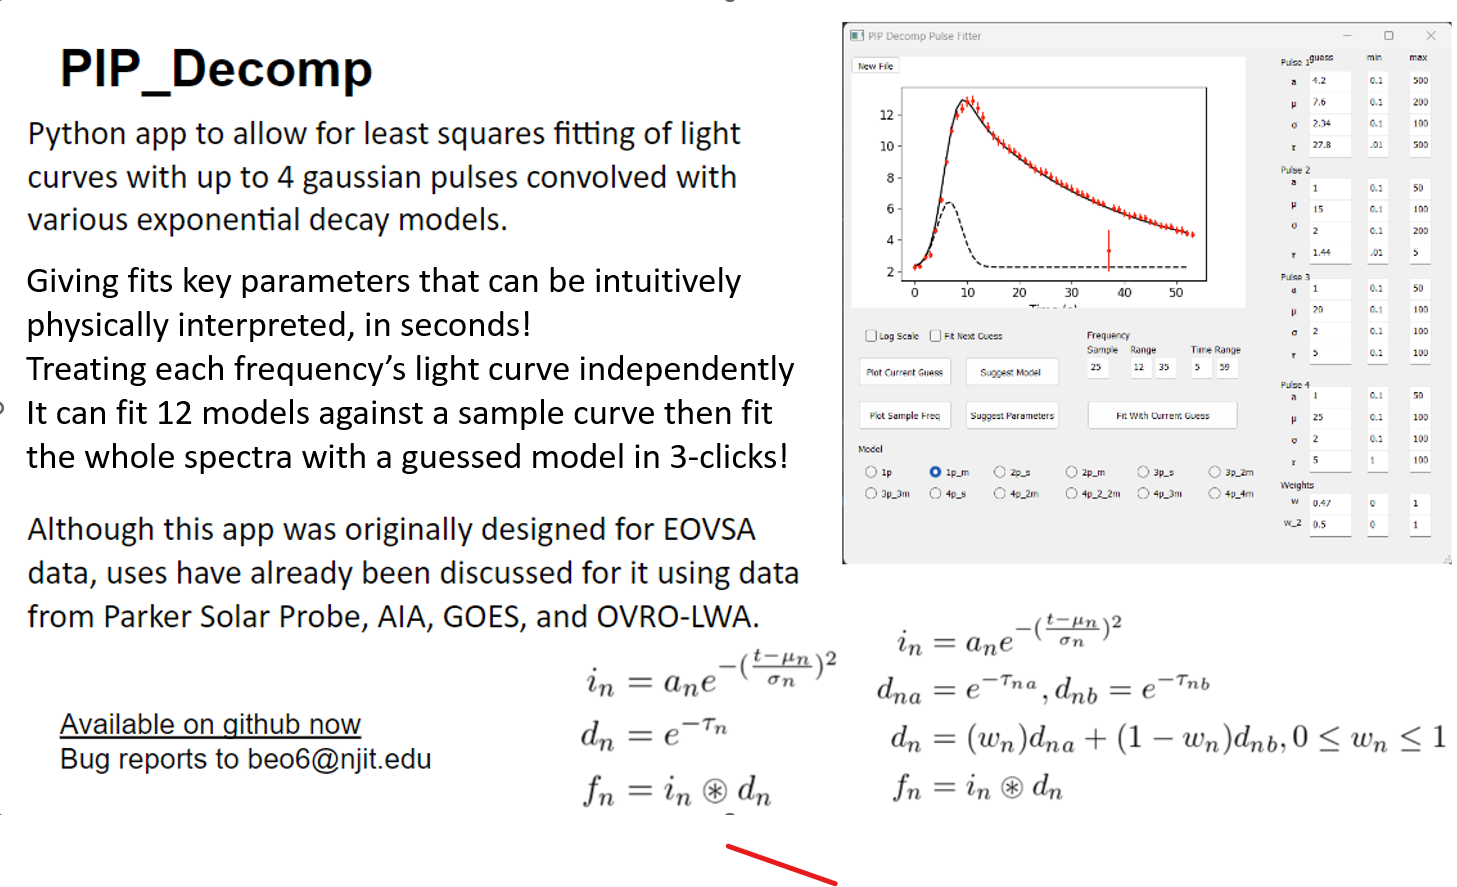 PIP_Decomp
Python app to allow for least squares fitting of light
curves with up to 4 gaussian pulses convolved with
various exponential decay models.
Giving fits key parameters that can be intuitively
physically interpreted, in seconds!
Treating each frequency’s light curve independently
It can fit 12 models against a sample curve then fit
the whole spectra with a guessed model in 3-clicks!
Although this app was originally designed for EOVSA
data, uses have already been discussed for it using data
from Parker Solar Probe, AIA, GOES, and OVRO-LWA.
Available on github now
Bug reports to beo6@njit.edu
i_n = a_n e^{-(\frac{t-μ_n}{σ_n})^2}
d_n = e^{-τ_n}
f_n = i_n ⊛ d_n
PIP Decomp Pulse Fitter
New File
12
10
8
6
4
2
0 10 20 30 40 50
Log Scale Fit Next Guess
Frequency
Sample Range Time Range
25 12 35 5 59
Plot Current Guess Suggest Model
Plot Sample Freq Suggest Parameters Fit With Current Guess
Model
1p 1p_m 2p_s 2p_m 3p_s 3p_2m
3p_3m 4p_s 4p_2m 4p_2_2m 4p_3m 4p_4m
Pulse 1 guess min max
a 4.2 0.1 500
μ 7.6 0.1 200
σ 2.34 0.1 100
τ 27.8 .01 500
Pulse 2
a 1 0.1 50
μ 15 0.1 100
σ 2 0.1 200
τ 1.44 .01 5
Pulse 3
a 1 0.1 50
μ 20 0.1 100
σ 2 0.1 100
τ 5 0.1 100
Pulse 4
a 1 0.1 50
μ 25 0.1 100
σ 2 0.1 100
τ 5 1 100
Weights
w 0.47 0 1
w_2 0.5 0 1
i_n = a_n e^{-(\frac{t-μ_n}{σ_n})^2}
d_{na} = e^{-τ_{na}}, d_{nb} = e^{-τ_{nb}}
d_n = (w_n)d_{na} + (1 − w_n)d_{nb}, 0 ≤ w_n ≤ 1
f_n = i_n ⊛ d_n